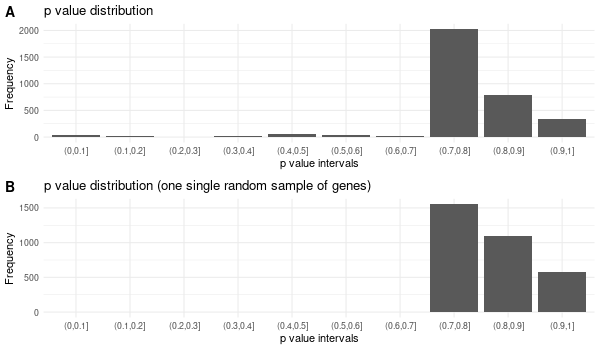 A p value distribution
Frequency
2000
1500
1000
500
0
(0,0.1] (0.1,0.2] (0.2,0.3] (0.3,0.4] (0.4,0.5] (0.5,0.6] (0.6,0.7] (0.7,0.8] (0.8,0.9] (0.9,1]
p value intervals
B p value distribution (one single random sample of genes)
Frequency
1500
1000
500
0
(0,0.1] (0.1,0.2] (0.2,0.3] (0.3,0.4] (0.4,0.5] (0.5,0.6] (0.6,0.7] (0.7,0.8] (0.8,0.9] (0.9,1]
p value intervals